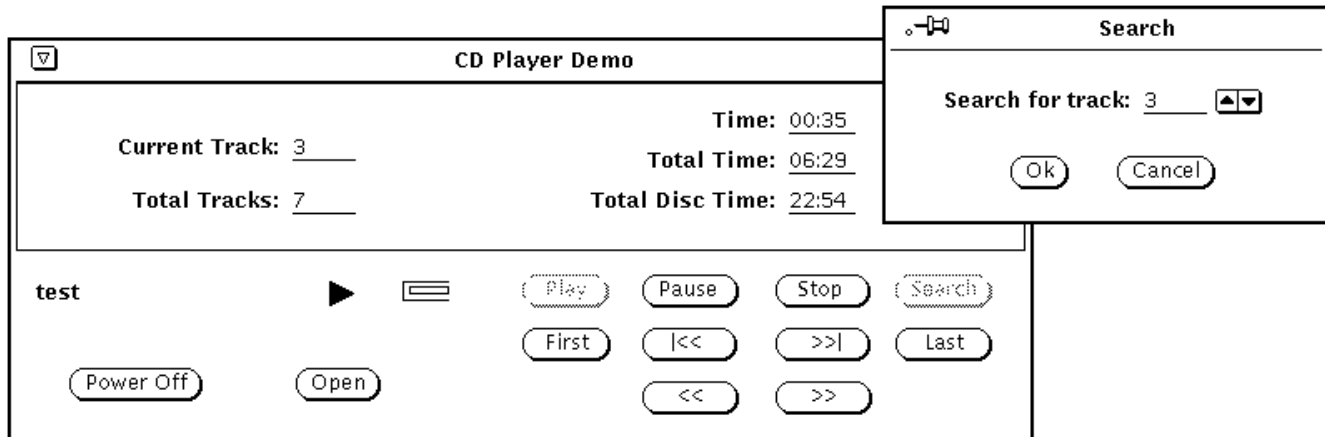 CD Player Demo
Current Track: 3
Total Tracks: 7
Time: 00:35
Total Time: 06:29
Total Disc Time: 22:54
Search
Search for track: 3
Ok Cancel
test
Play Pause Stop Search
First |<< >>| Last
Power Off Open
<< >>